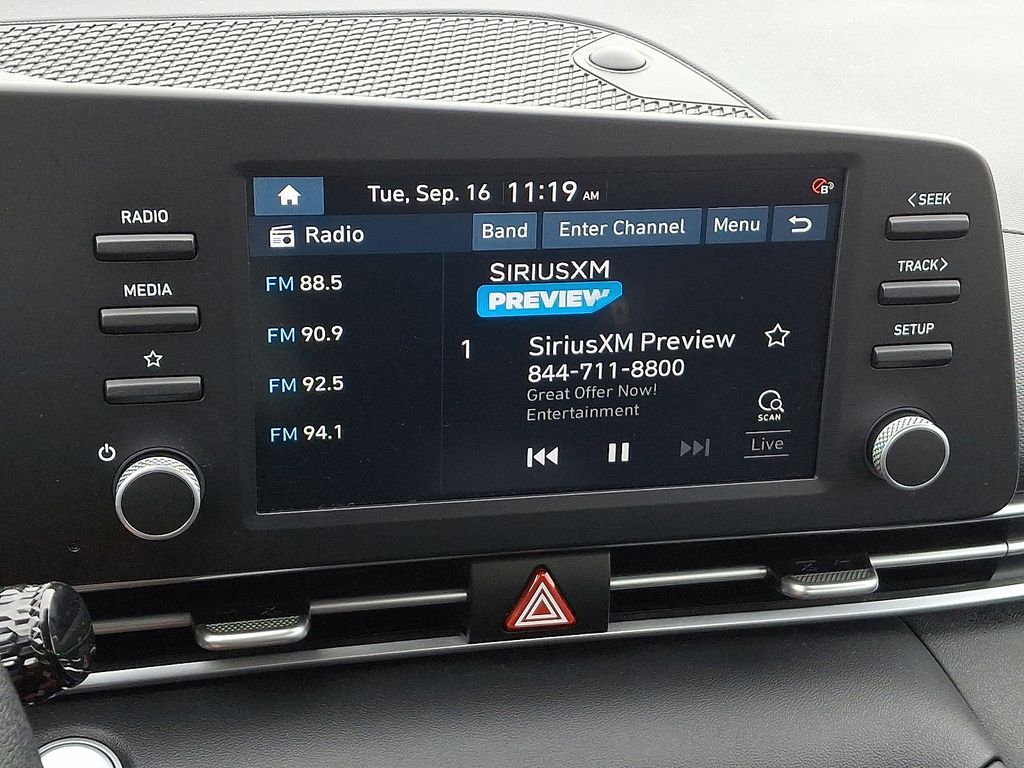 Tue, Sep. 16 11:19 AM
B
Radio
Band
Enter Channel
Menu
FM 88.5
FM 90.9
FM 92.5
FM 94.1
SIRIUSXM
PREVIEW
1
SiriusXM Preview
844-711-8800
Great Offer Now!
Entertainment
SCAN
Live
RADIO
MEDIA
<SEEK
TRACK>
SETUP